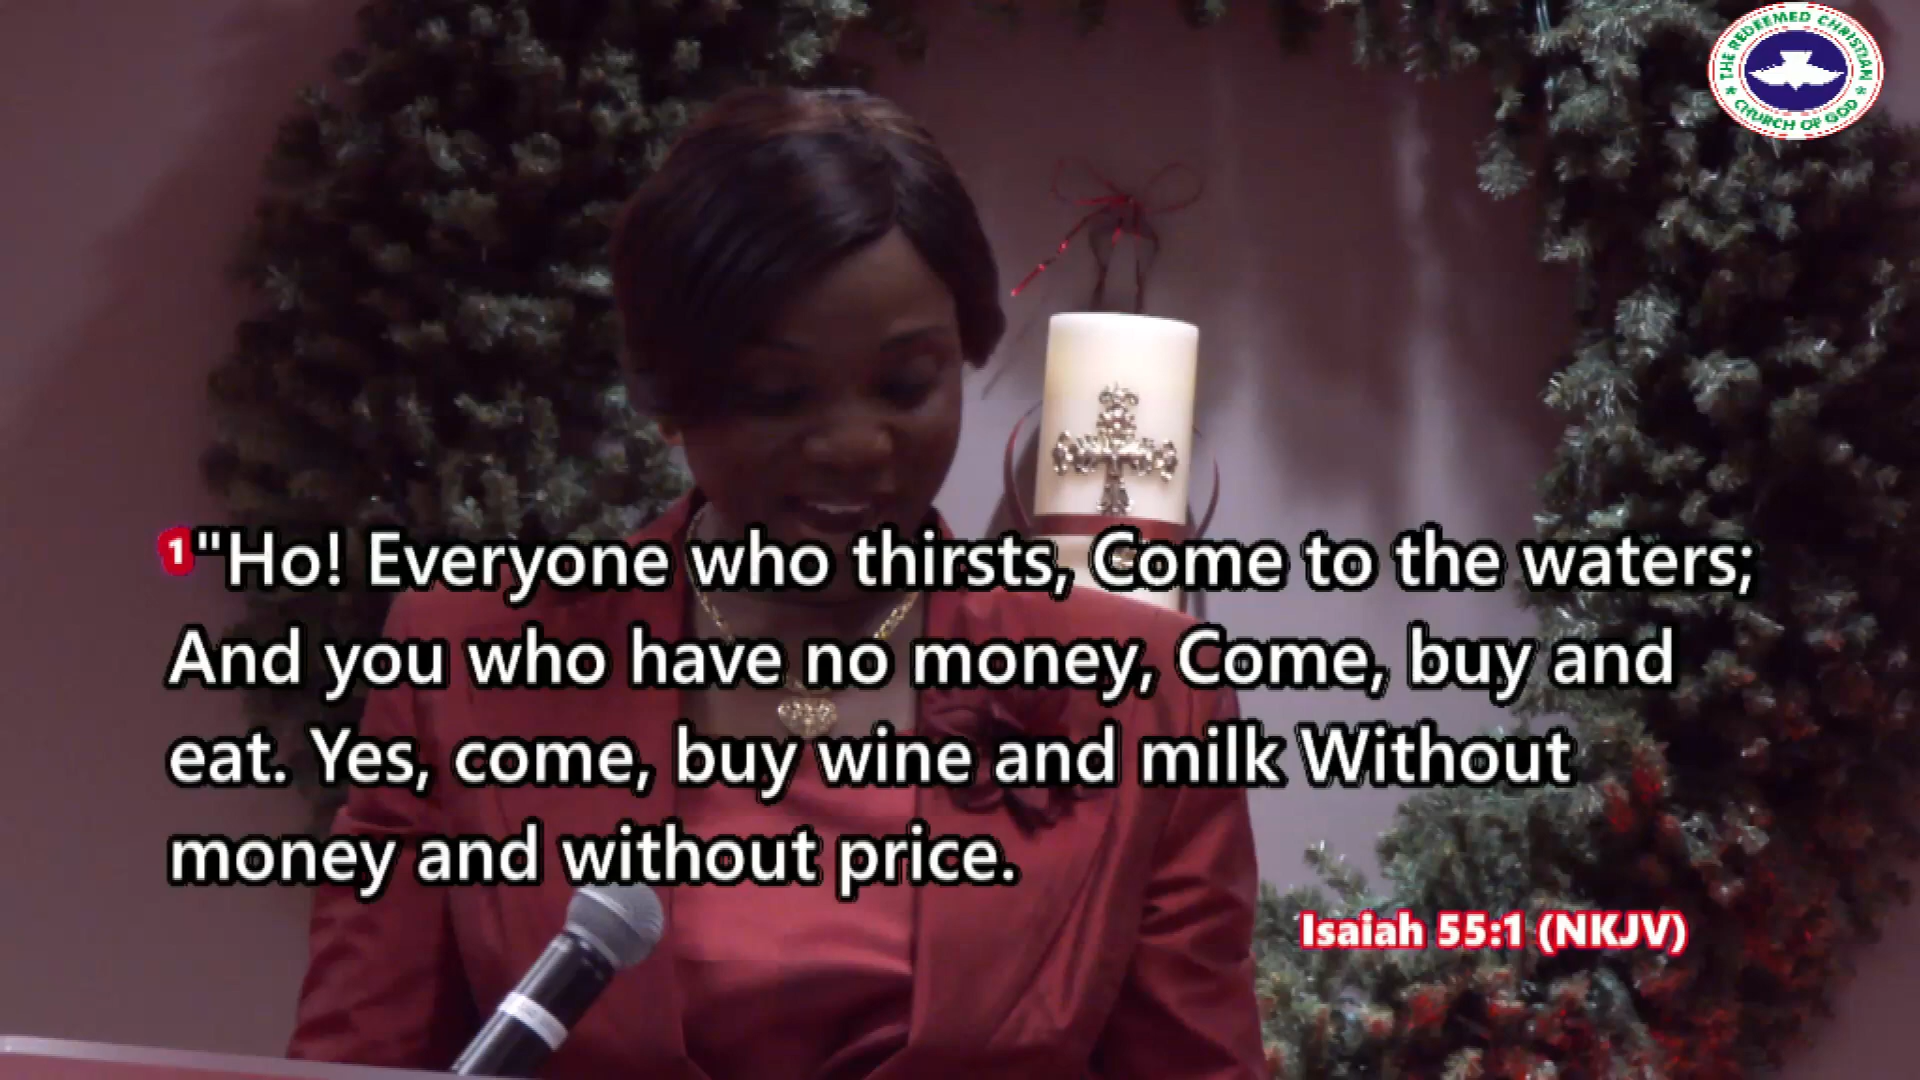 THE REDEEMED CHRISTIAN
CHURCH OF GOD
1 "Ho! Everyone who thirsts, Come to the waters;
And you who have no money, Come, buy and
eat. Yes, come, buy wine and milk Without
money and without price.
Isaiah 55:1 (NKJV)